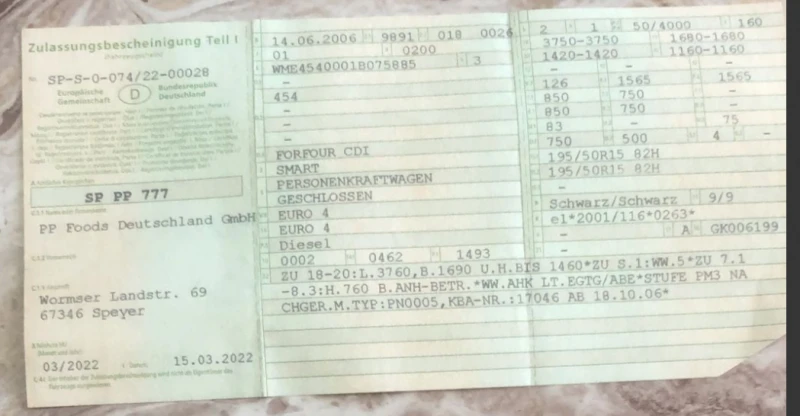 Zulassungsbescheinigung Teil I
(Fahrzeugschein)
Nr. SP-S-0-074/22-00028
Europäische
Gemeinschaft
D
Bundesrepublik
Deutschland
SP PP 777
PP Foods Deutschland GmbH
Wormser Landstr. 69
67346 Speyer
03/2022
15.03.2022
14.06.2006 9891 018 0026
01 0200
WME4540001B075885 3
-
454
-
-
FORFOUR CDI
SMART
PERSONENKRAFTWAGEN
GESCHLOSSEN
EURO 4
EURO 4
Diesel
0002 0462 1493
2 1 50/4000 160
3750-3750 1680-1680
1420-1420 1160-1160
-
126 1565 1565
850 750 -
850 750 -
83 - 75
750 500 4 -
195/50R15 82H
195/50R15 82H
-
Schwarz/Schwarz 9/9
e1*2001/116*0263*
- A GK006199
-
ZU 18-20:L.3760,B.1690 U.H.BIS 1460*ZU S.1:WW.5*ZU 7.1
-8.3:H.760 B.ANH-BETR.*WW.AHK LT.EGTG/ABE*STUFE PM3 NA
CHGER.M.TYP:PN0005,KBA-NR.:17046 AB 18.10.06*